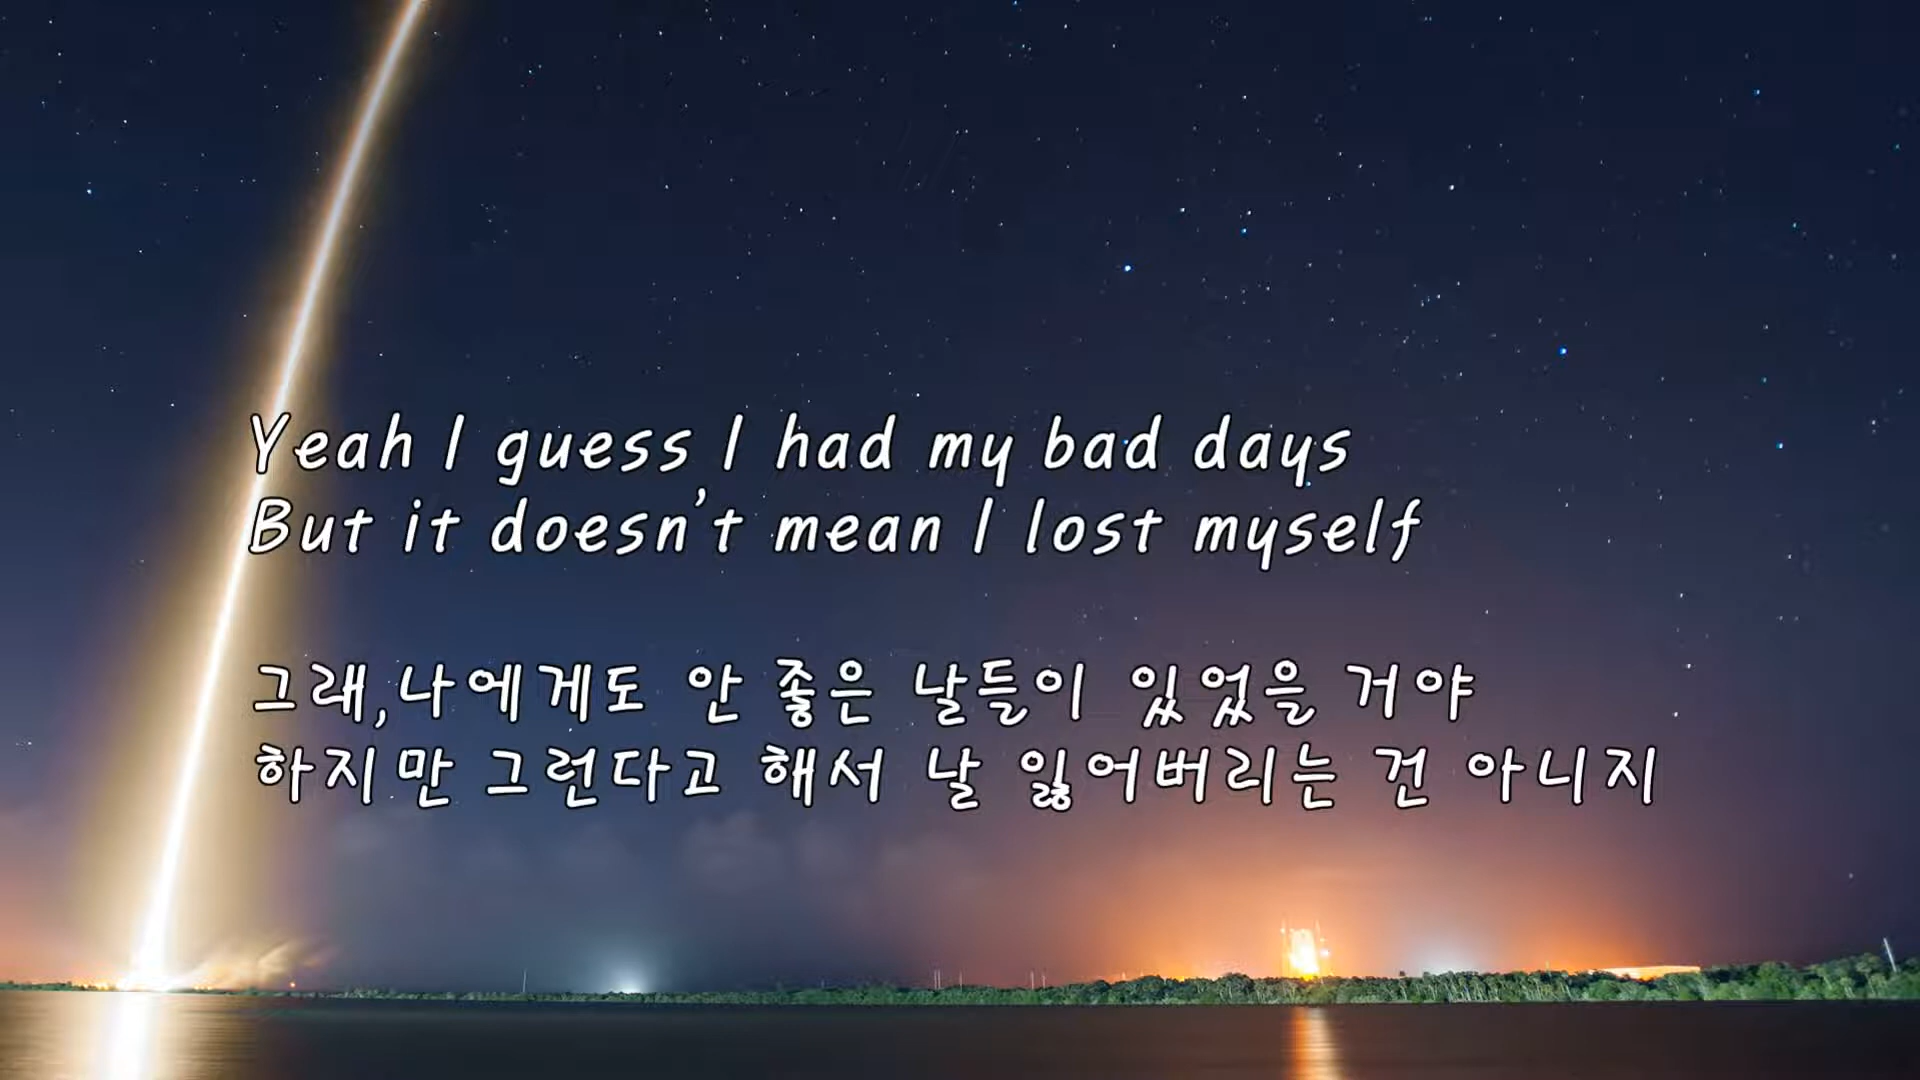 Yeah I guess I had my bad days
But it doesn't mean I lost myself
그래,나에게도 안 좋은 날들이 있었을 거야
하지만 그런다고 해서 날 잃어버리는 건 아니지